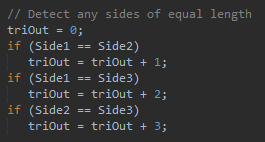 // Detect any sides of equal length
triOut = 0;
if (Side1 == Side2)
   triOut = triOut + 1;
if (Side1 == Side3)
   triOut = triOut + 2;
if (Side2 == Side3)
   triOut = triOut + 3;